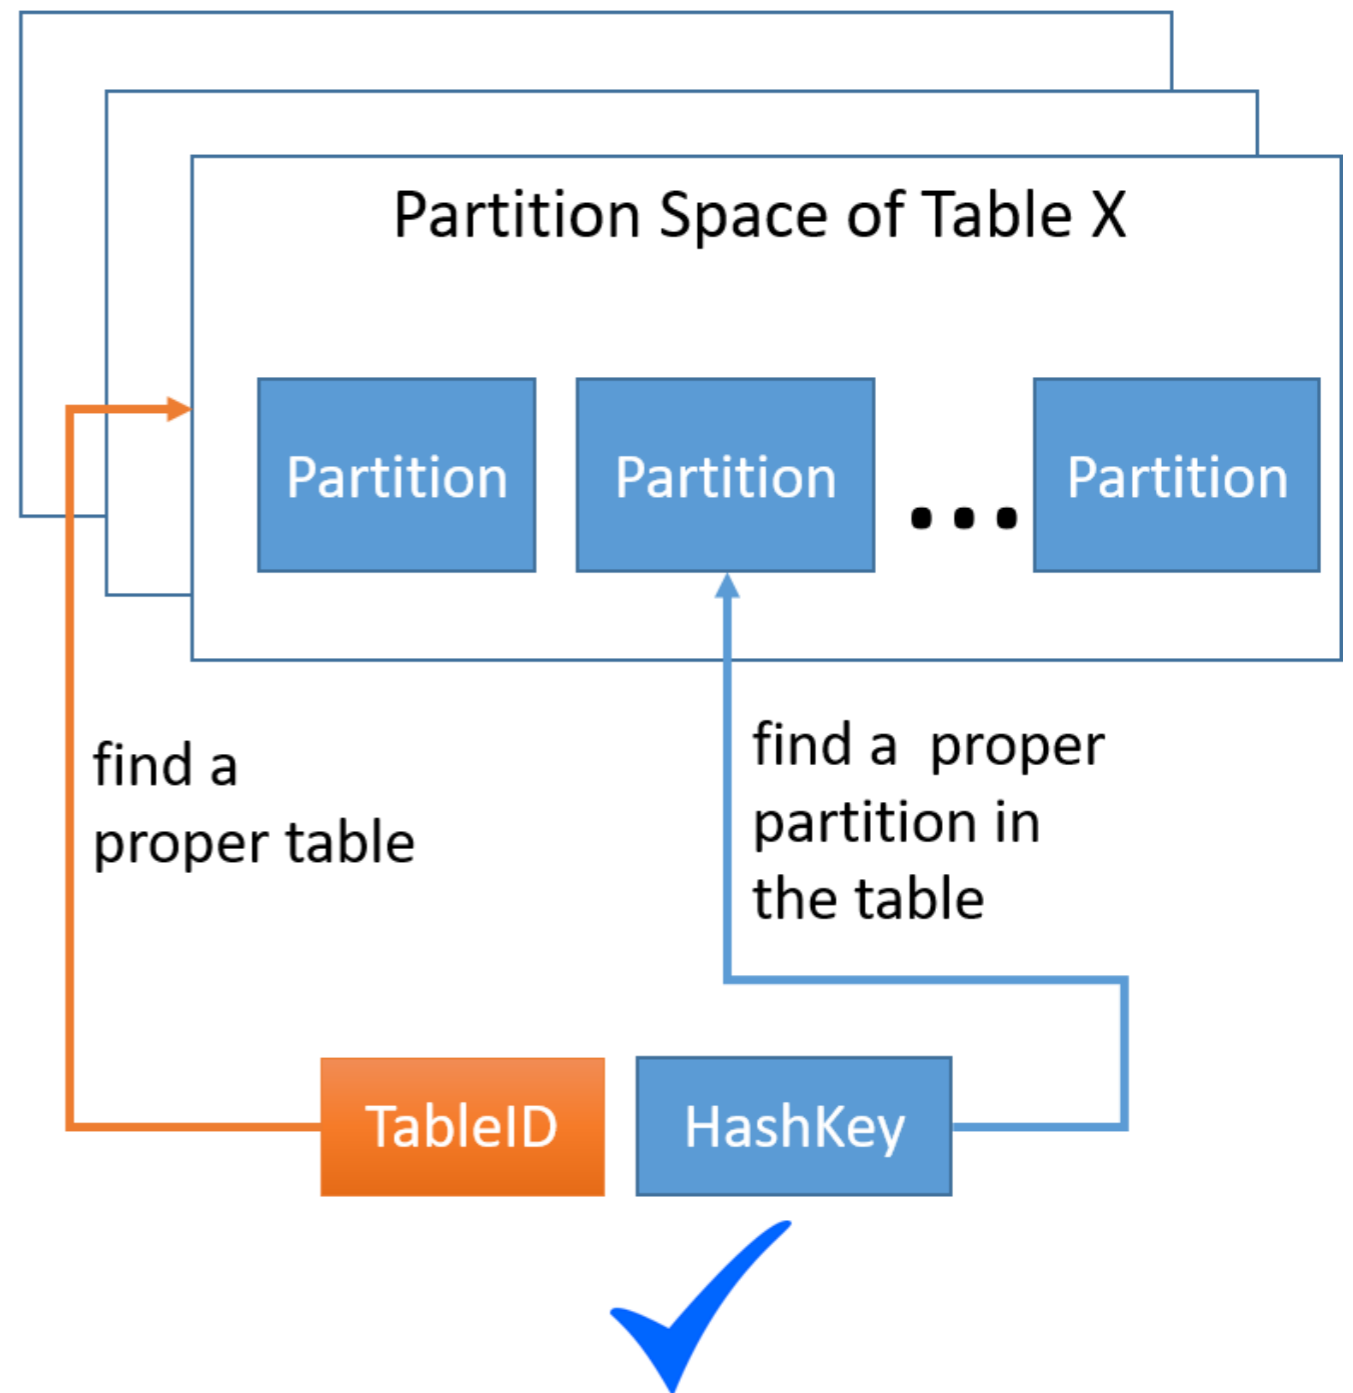 Partition Space of Table X
Partition Partition ... Partition
find a
proper table
find a  proper
partition in
the table
TableID HashKey